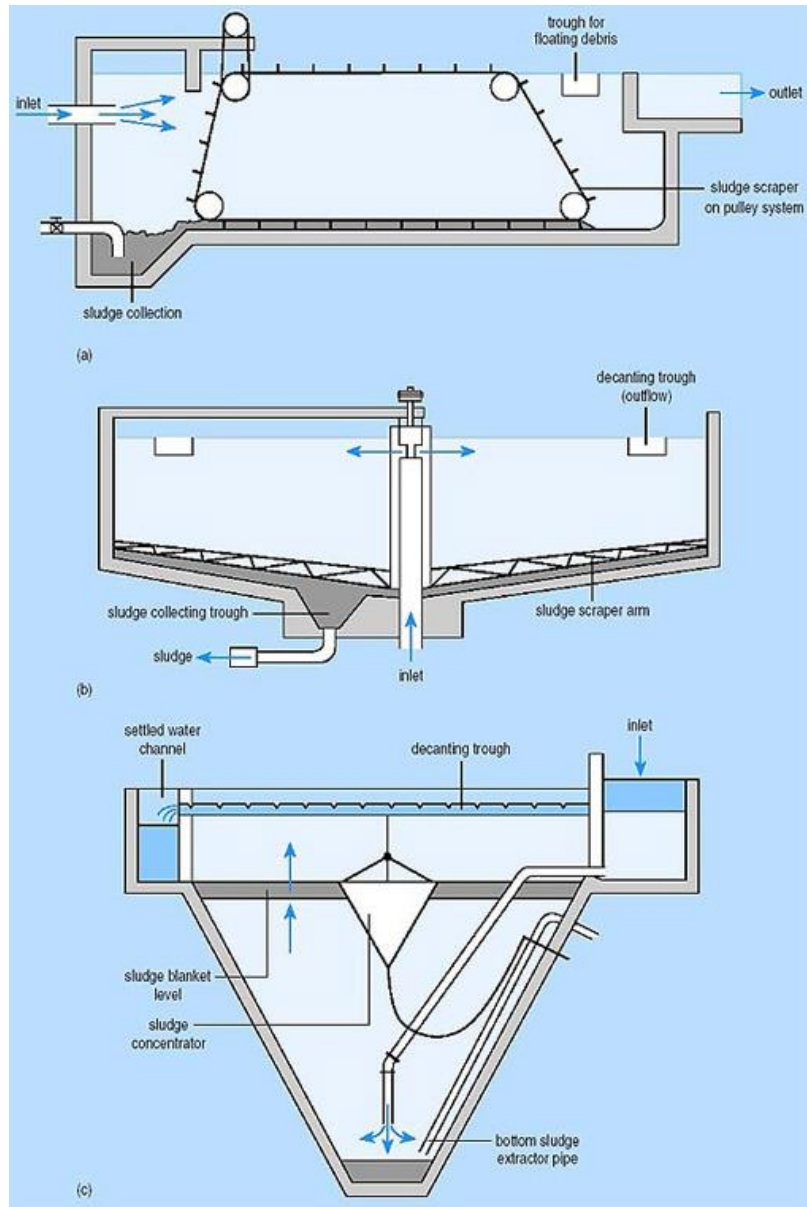 trough for
floating debris
inlet
outlet
sludge scraper
on pulley system
sludge collection
(a)
decanting trough
(outflow)
sludge collecting trough
sludge scraper arm
sludge
inlet
(b)
settled water
channel
decanting trough
inlet
sludge blanket
level
sludge
concentrator
bottom sludge
extractor pipe
(c)